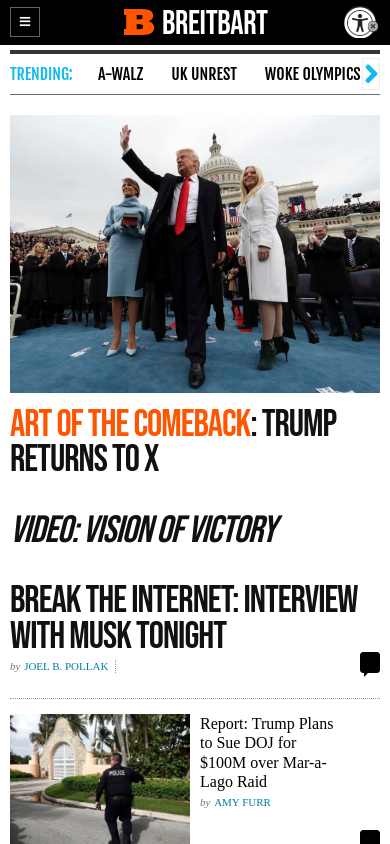 B BREITBART
TRENDING: A-WALZ UK UNREST WOKE OLYMPICS
ART OF THE COMEBACK: TRUMP
RETURNS TO X
VIDEO: VISION OF VICTORY
BREAK THE INTERNET: INTERVIEW
WITH MUSK TONIGHT
by JOEL B. POLLAK
POLICE
Report: Trump Plans
to Sue DOJ for
$100M over Mar-a-
Lago Raid
by AMY FURR